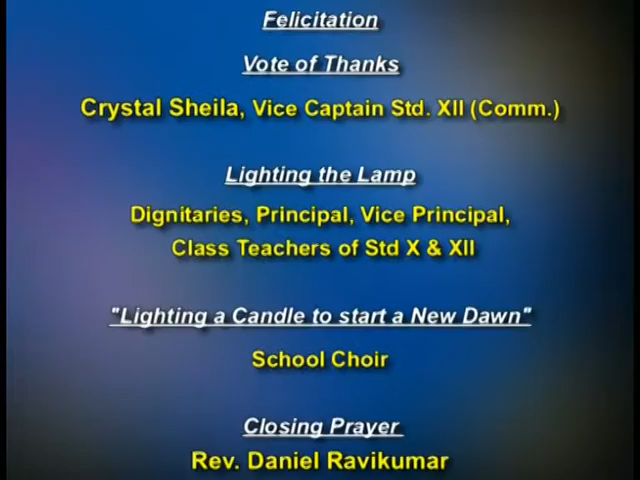 Felicitation
Vote of Thanks
Crystal Sheila, Vice Captain Std. XII (Comm.)
Lighting the Lamp
Dignitaries, Principal, Vice Principal,
Class Teachers of Std X & XII
"Lighting a Candle to start a New Dawn"
School Choir
Closing Prayer
Rev. Daniel Ravikumar